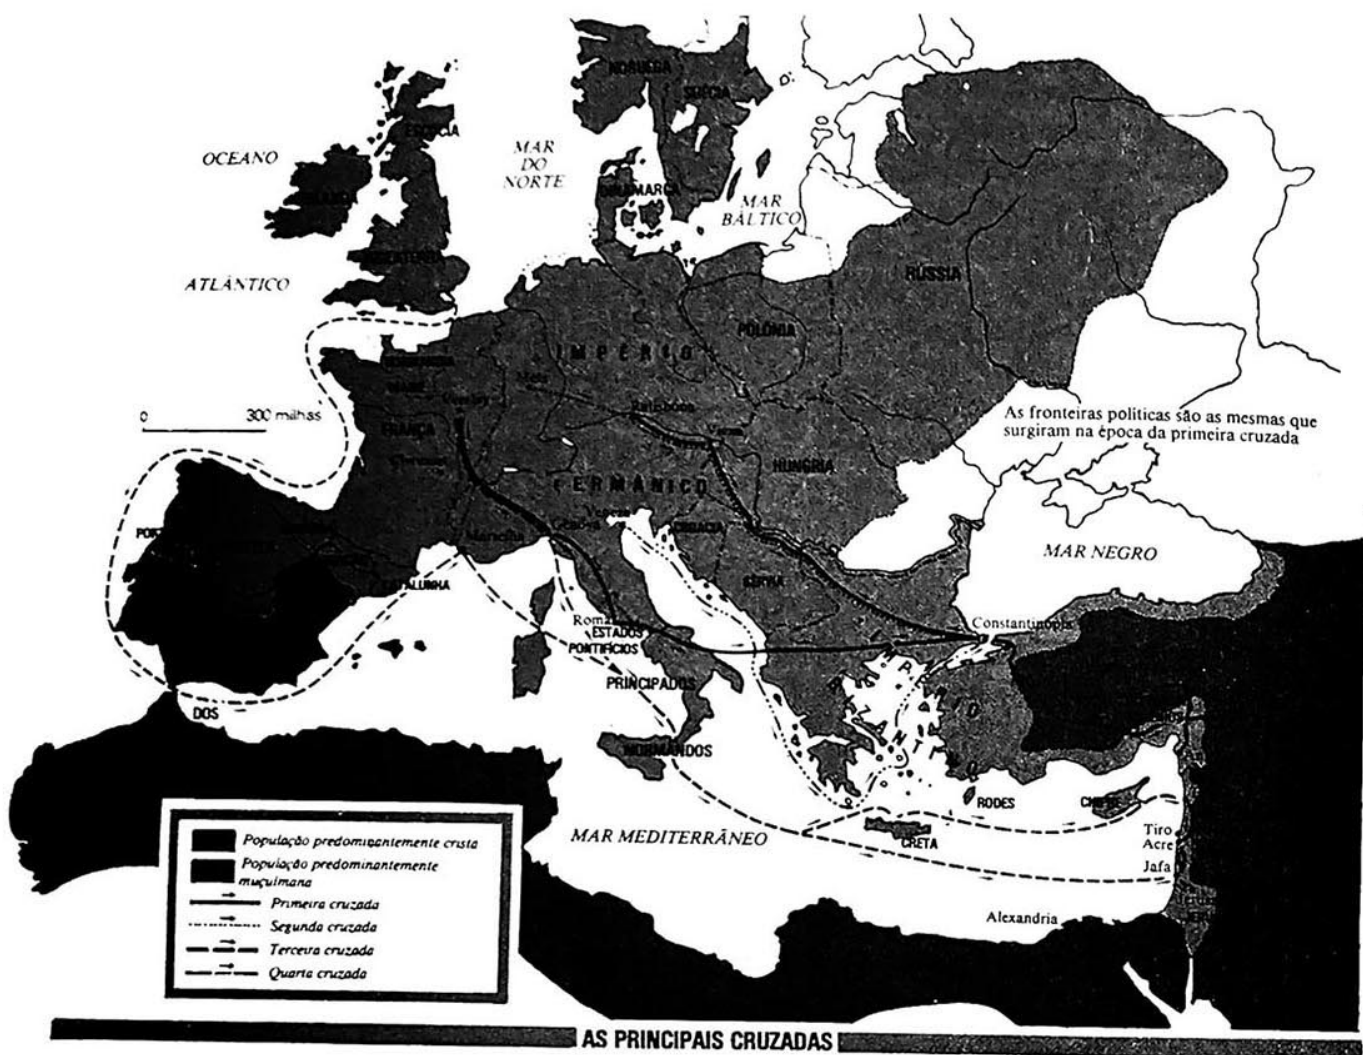 NORUEGA
SUÉCIA
ESCÓCIA
OCEANO
MAR
DO
NORTE
DINAMARCA
MAR
BÁLTICO
ATLÂNTICO
RÚSSIA
POLÔNIA
IMPÉRIO
0 300 milhas
As fronteiras políticas são as mesmas que
surgiram na época da primeira cruzada
FRANÇA
HUNGRIA
GERMÂNICO
Viena
Veneza
Gênova
CROÁCIA
Marselha
MAR NEGRO
CATALUNHA
SÉRVIA
Constantinopla
Roma
ESTADOS
PONTIFÍCIOS
PRINCIPADOS
IMPÉRIO
BIZANTINO
DOS
NORMANDOS
RODES
CHIPRE
MAR MEDITERRÂNEO
CRETA
Tiro
Acre
Jafa
Alexandria
População predominantemente cristã
População predominantemente
muçulmana
Primeira cruzada
Segunda cruzada
Terceira cruzada
Quarta cruzada
AS PRINCIPAIS CRUZADAS